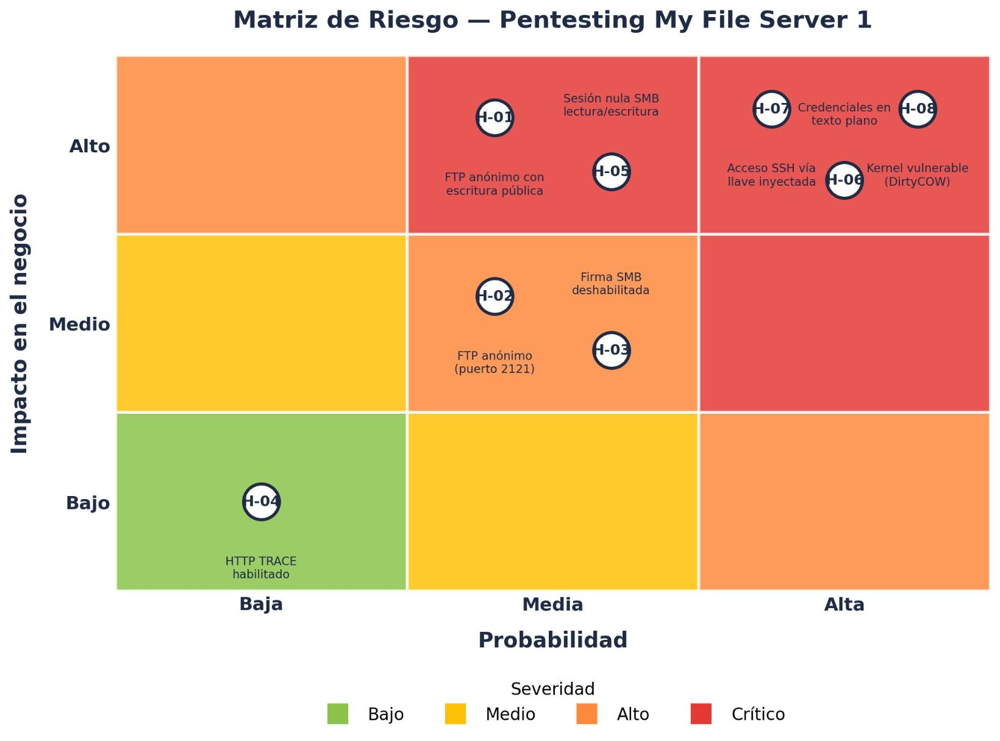 Matriz de Riesgo — Pentesting My File Server 1
Impacto en el negocio
Alto
Medio
Bajo
H-01
Sesión nula SMB
lectura/escritura
FTP anónimo con
escritura pública
H-05
H-07
Credenciales en
texto plano
H-08
Acceso SSH vía
llave inyectada
H-06
Kernel vulnerable
(DirtyCOW)
H-02
Firma SMB
deshabilitada
FTP anónimo
(puerto 2121)
H-03
H-04
HTTP TRACE
habilitado
Baja
Media
Alta
Probabilidad
Severidad
Bajo
Medio
Alto
Crítico